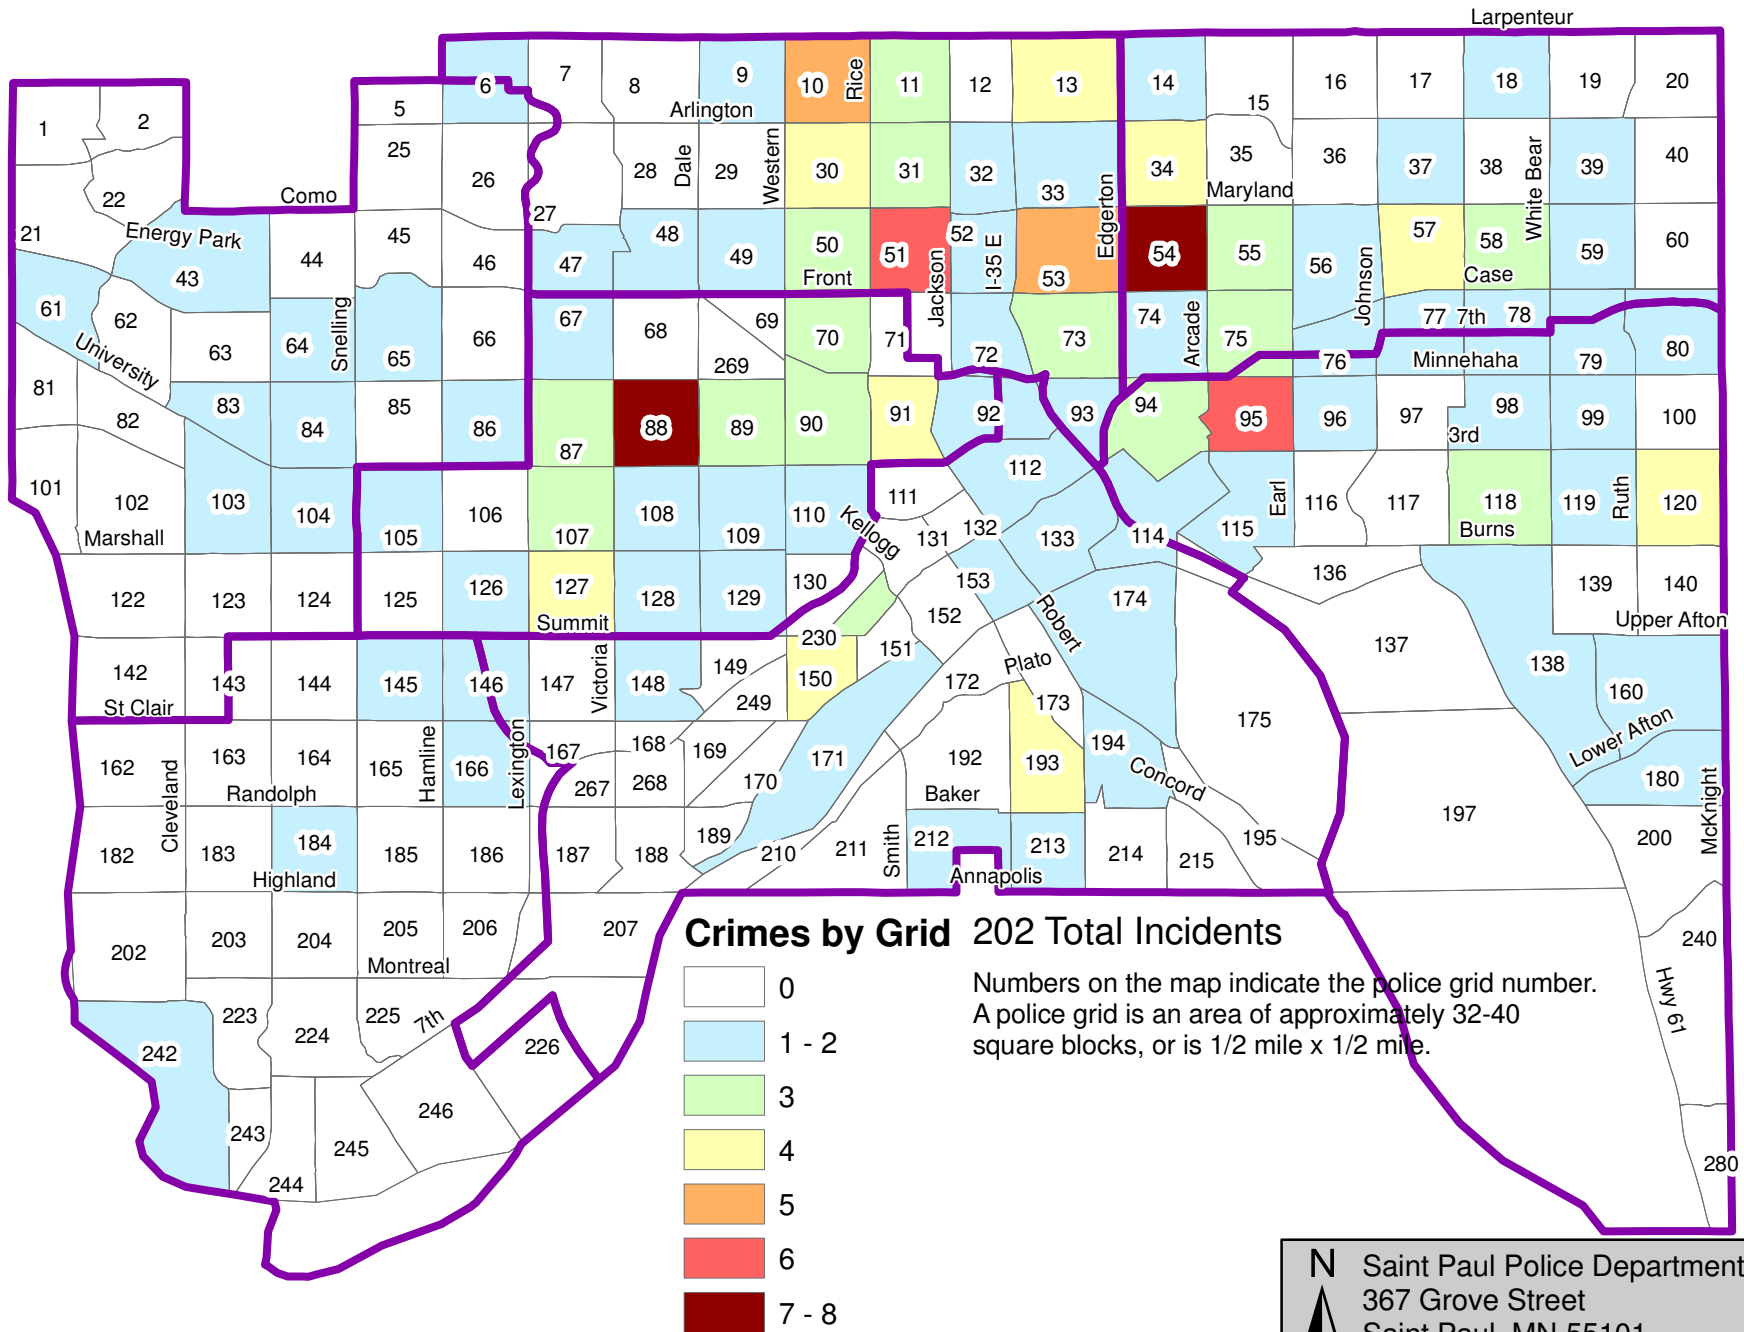 Larpenteur
6 7 8 9 10 Rice 11 12 13 14 15 16 17 18 19 20
1 2 5 Arlington
25 26 27 28 Dale 29 Western 30 31 32 33 34 35 36 37 38 White Bear 39 40
22 Como Maryland
21 Energy Park 43 44 45 46 47 48 49 50 51 52 53 Edgerton 54 55 56 57 58 59 60
Front Jackson I-35 E Johnson Case
61 62 63 64 Snelling 65 66 67 68 69 269 70 71 72 73 74 Arcade 75 76 77 7th 78 79 80
University Minnehaha
81 82 83 84 85 86 87 88 89 90 91 92 93 94 95 96 97 98 99 100
3rd
101 102 103 104 105 106 107 108 109 110 111 112 114 115 Earl 116 117 118 119 Ruth 120
Marshall Kellogg 131 132 133 Burns
122 123 124 125 126 127 128 129 130 153 174 136 139 140
Summit 230 152 Robert Upper Afton
142 143 144 145 146 147 Victoria 148 149 249 150 151 172 Plato 173 175 137 138 160
St Clair
162 Cleveland 163 164 165 Hamline 166 Lexington 167 267 168 268 169 170 171 192 193 194 Concord Lower Afton 180 McKnight
Randolph Baker
182 183 184 185 186 187 188 189 210 211 Smith 212 213 214 215 195 197 200
Highland Annapolis
202 203 204 205 206 207 240
Montreal Hwy 61
223 224 225 7th 226
242 243 244 245 246 280
Crimes by Grid
0
1 - 2
3
4
5
6
7 - 8
202 Total Incidents
Numbers on the map indicate the police grid number.
A police grid is an area of approximately 32-40
square blocks, or is 1/2 mile x 1/2 mile.
N
Saint Paul Police Department
367 Grove Street
Saint Paul, MN 55101